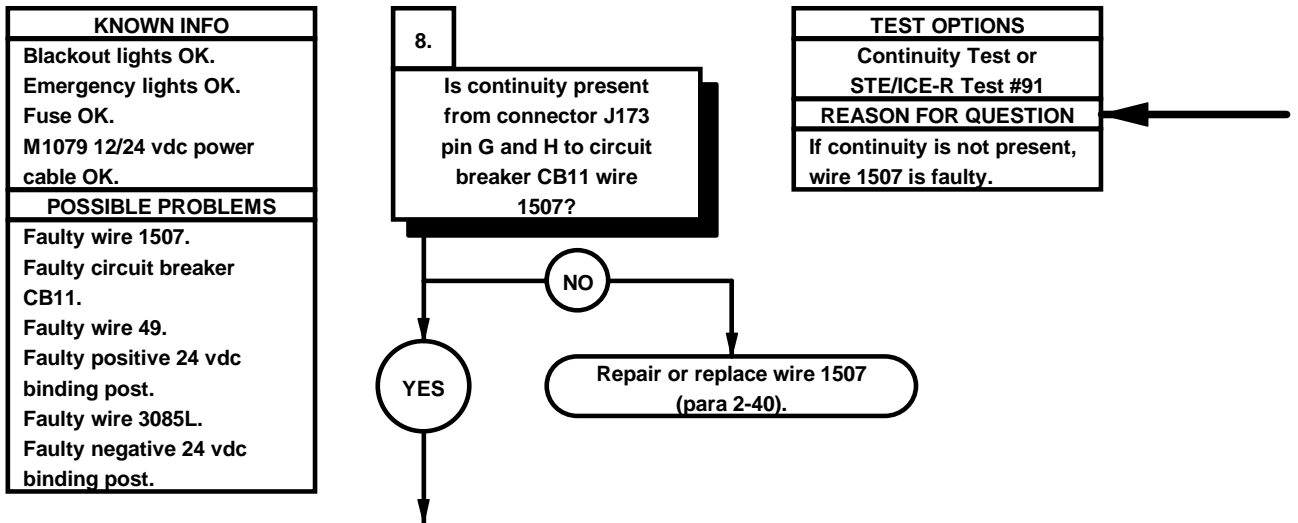 KNOWN INFO
Blackout lights OK.
Emergency lights OK.
Fuse OK.
M1079 12/24 vdc power
cable OK.
POSSIBLE PROBLEMS
Faulty wire 1507.
Faulty circuit breaker
CB11.
Faulty wire 49.
Faulty positive 24 vdc
binding post.
Faulty wire 3085L.
Faulty negative 24 vdc
binding post.
8.
Is continuity present
from connector J173
pin G and H to circuit
breaker CB11 wire
1507?
NO
YES
Repair or replace wire 1507
(para 2-40).
TEST OPTIONS
Continuity Test or
STE/ICE-R Test #91
REASON FOR QUESTION
If continuity is not present,
wire 1507 is faulty.